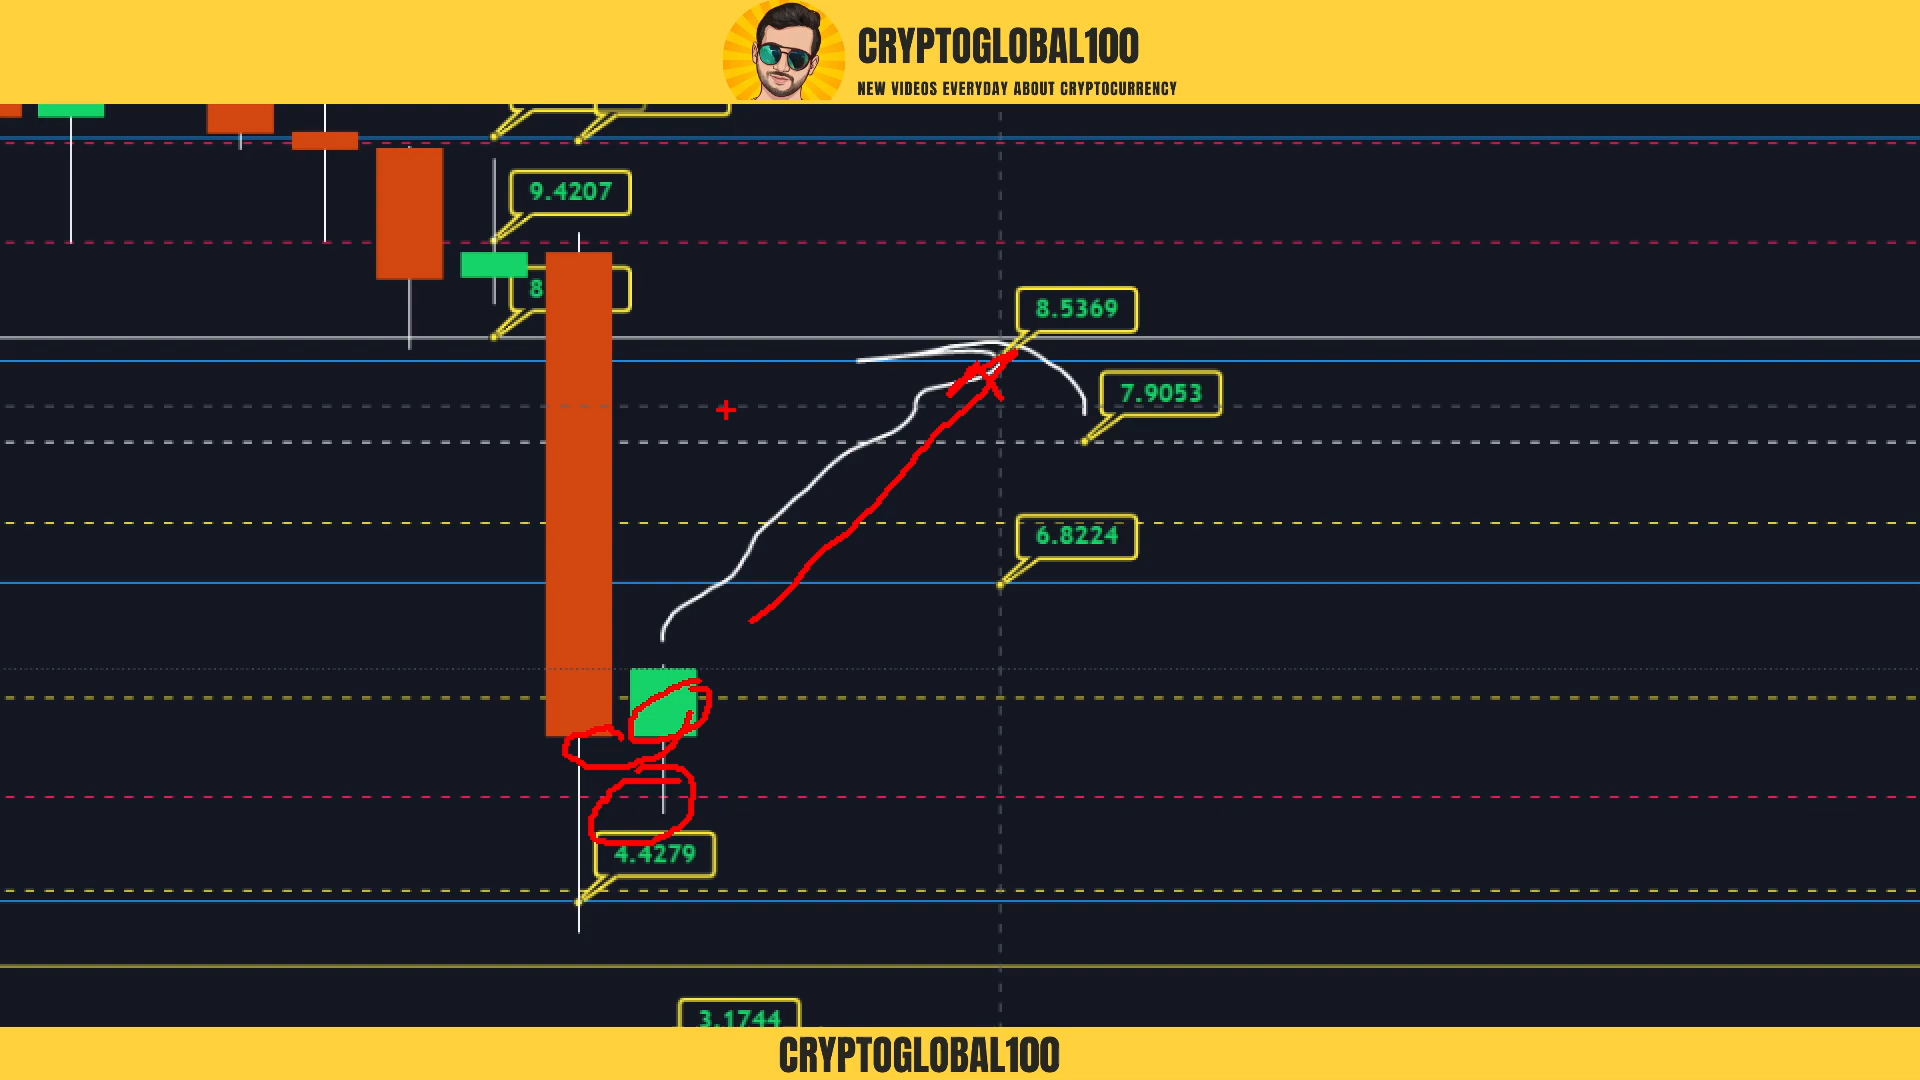 CRYPTOGLOBAL100
NEW VIDEOS EVERYDAY ABOUT CRYPTOCURRENCY
9.4207
8
8.5369
7.9053
6.8224
4.4279
3.1744
CRYPTOGLOBAL100